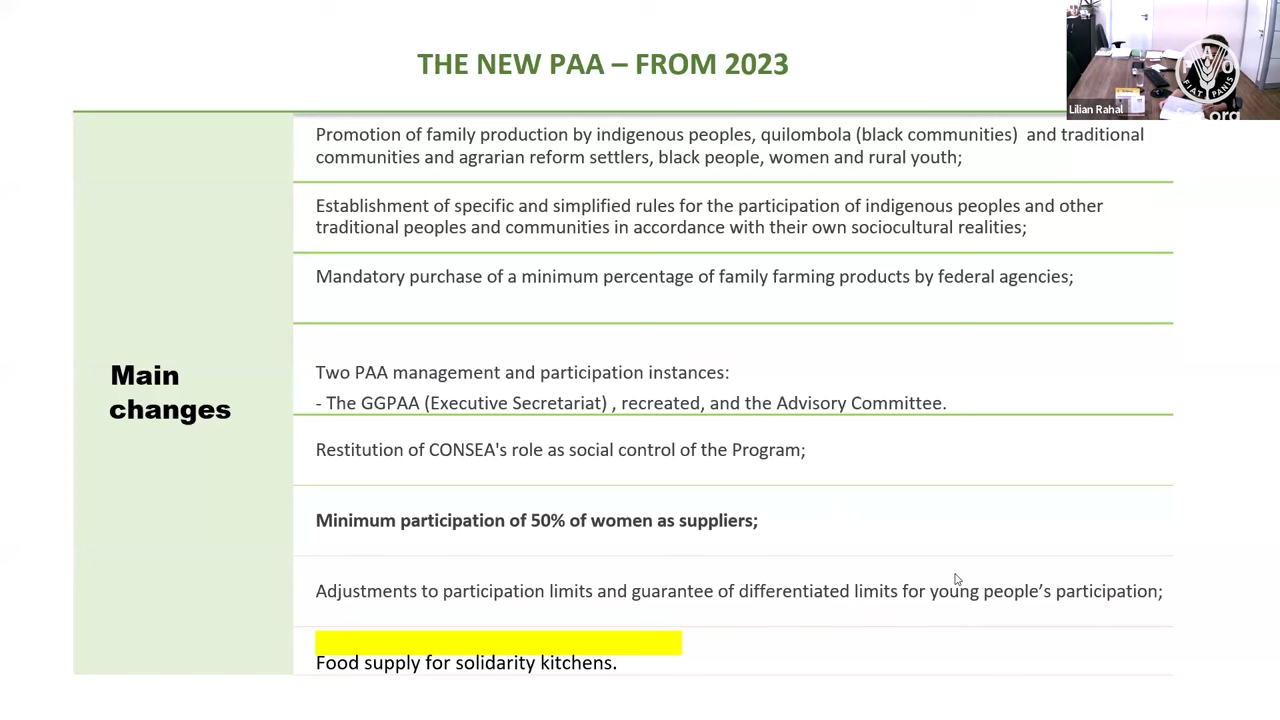 THE NEW PAA – FROM 2023
Lilian Rahal
FAO
FIAT PANIS
.org
Main
changes
Promotion of family production by indigenous peoples, quilombola (black communities) and traditional
communities and agrarian reform settlers, black people, women and rural youth;
Establishment of specific and simplified rules for the participation of indigenous peoples and other
traditional peoples and communities in accordance with their own sociocultural realities;
Mandatory purchase of a minimum percentage of family farming products by federal agencies;
Two PAA management and participation instances:
- The GGPAA (Executive Secretariat) , recreated, and the Advisory Committee.
Restitution of CONSEA's role as social control of the Program;
Minimum participation of 50% of women as suppliers;
Adjustments to participation limits and guarantee of differentiated limits for young people’s participation;
Food supply for solidarity kitchens.